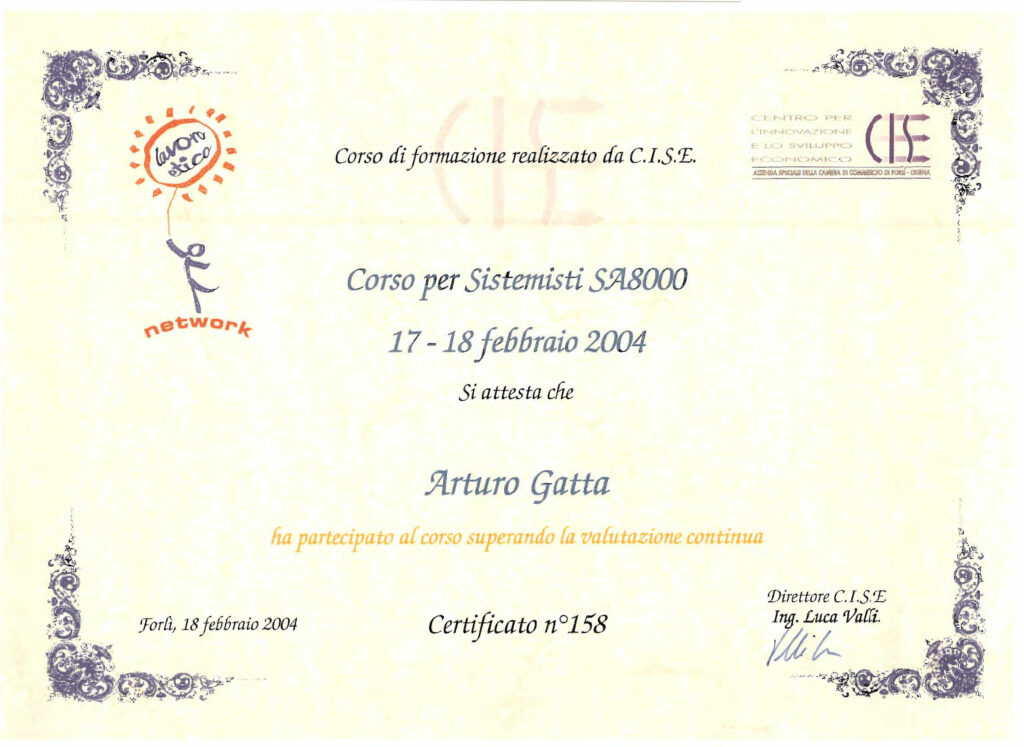 lavoro
etico
network
Corso di formazione realizzato da C.I.S.E.
CISE
CENTRO PER
L'INNOVAZIONE
E LO SVILUPPO
ECONOMICO
CISE
AZIENDA SPECIALE DELLA CAMERA DI COMMERCIO DI FORLÌ - CESENA
Corso per Sistemisti SA8000
17 - 18 febbraio 2004
Si attesta che
Arturo Gatta
ha partecipato al corso superando la valutazione continua
Forlì, 18 febbraio 2004
Certificato n°158
Direttore C.I.S.E
Ing. Luca Valli.